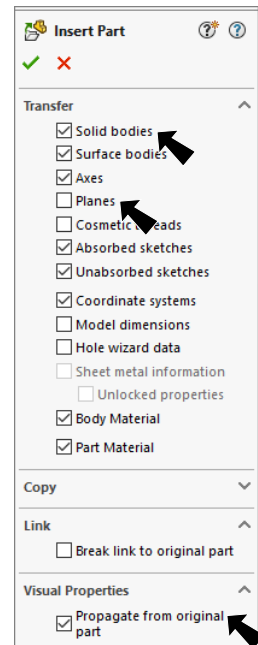 Insert Part
Transfer
Solid bodies
Surface bodies
Axes
Planes
Cosmetic threads
Absorbed sketches
Unabsorbed sketches
Coordinate systems
Model dimensions
Hole wizard data
Sheet metal information
Unlocked properties
Body Material
Part Material
Copy
Link
Break link to original part
Visual Properties
Propagate from original
part